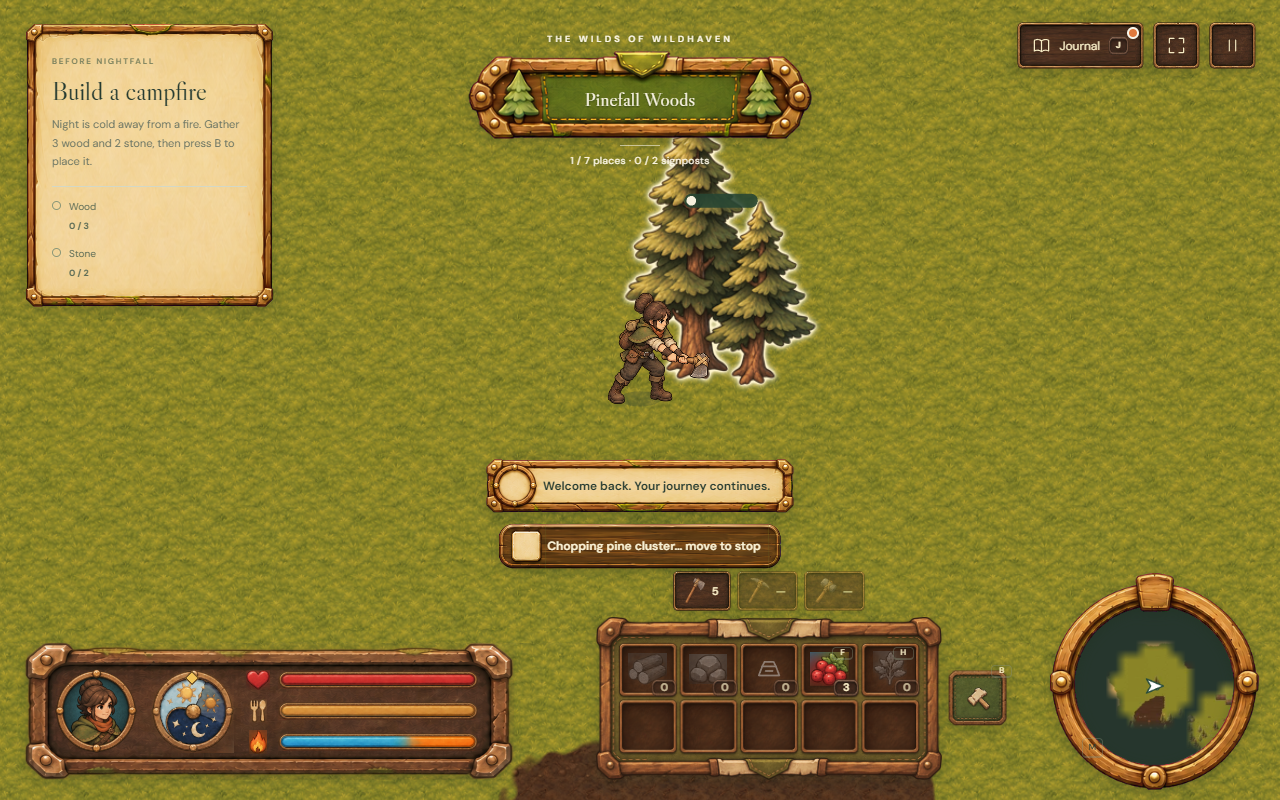 BEFORE NIGHTFALL
Build a campfire
Night is cold away from a fire. Gather
3 wood and 2 stone, then press B to
place it.
Wood
0 / 3
Stone
0 / 2
THE WILDS OF WILDHAVEN
Pinefall Woods
1 / 7 places · 0 / 2 signposts
Journal J
Welcome back. Your journey continues.
Chopping pine cluster... move to stop
5 — —
F H
0 0 0 3 0
B